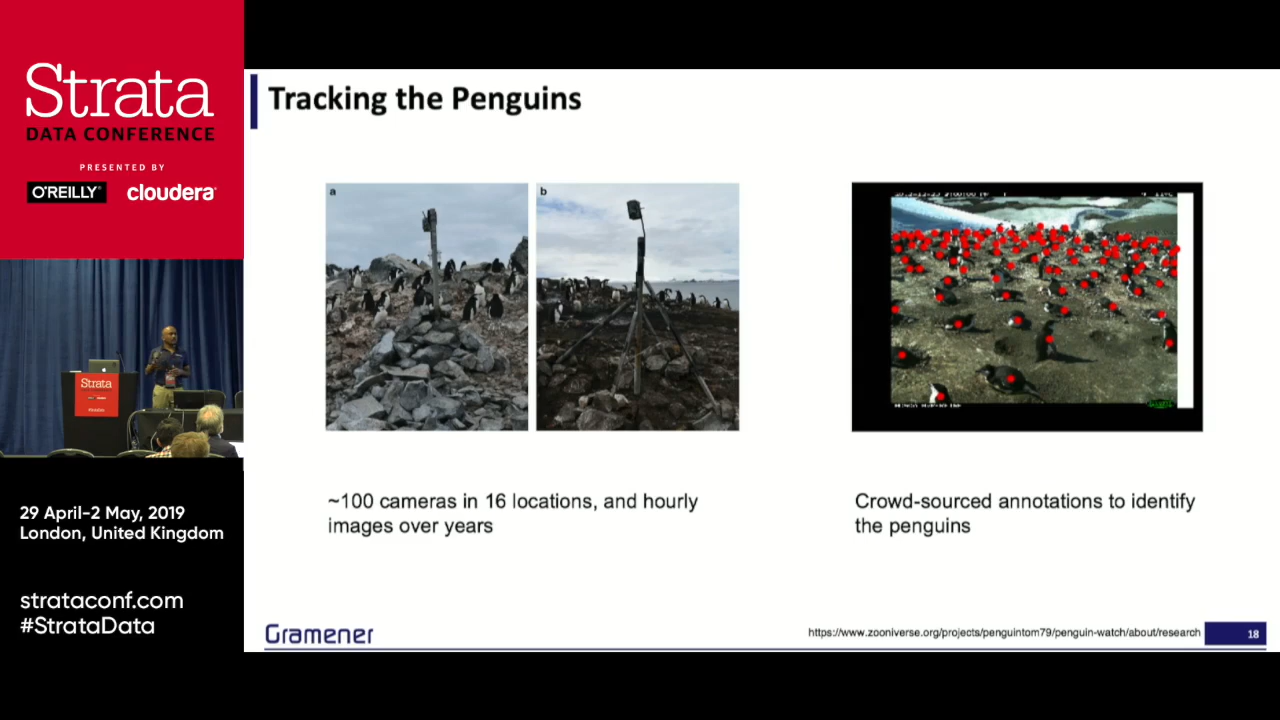 Strata
DATA CONFERENCE
PRESENTED BY
O'REILLY®
cloudera®
Strata
29 April-2 May, 2019
London, United Kingdom
strataconf.com
#StrataData
Tracking the Penguins
a
b
~100 cameras in 16 locations, and hourly
images over years
Crowd-sourced annotations to identify
the penguins
Gramener
https://www.zooniverse.org/projects/penguintom79/penguin-watch/about/research
18